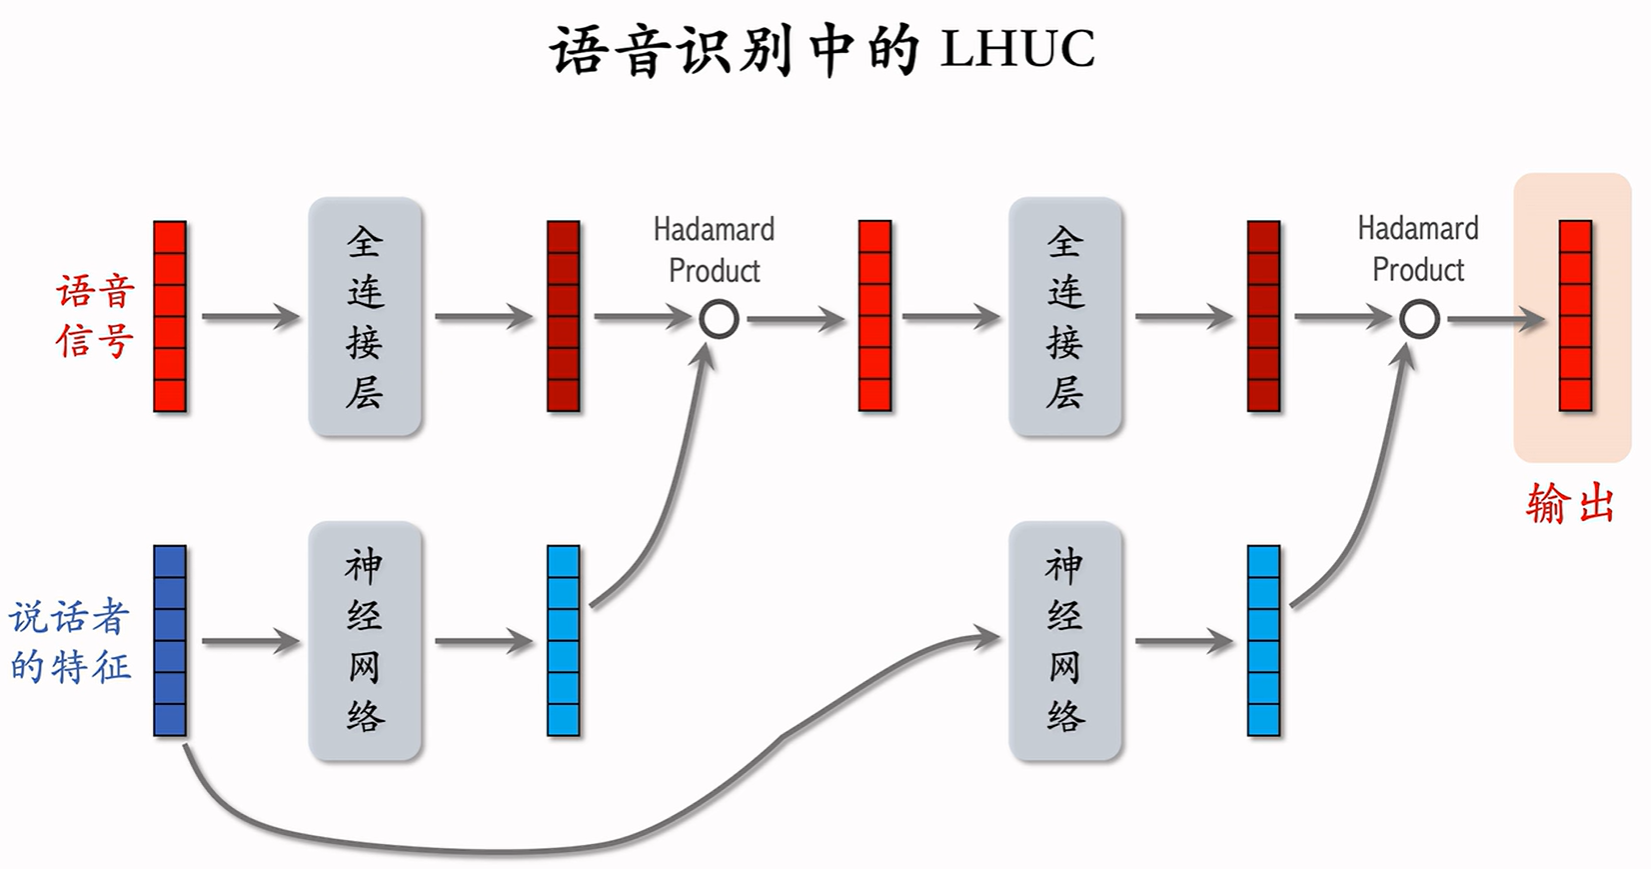 语音识别中的 LHUC
语音
信号
全
连
接
层
Hadamard
Product
全
连
接
层
Hadamard
Product
输出
说话者
的特征
神
经
网
络
神
经
网
络